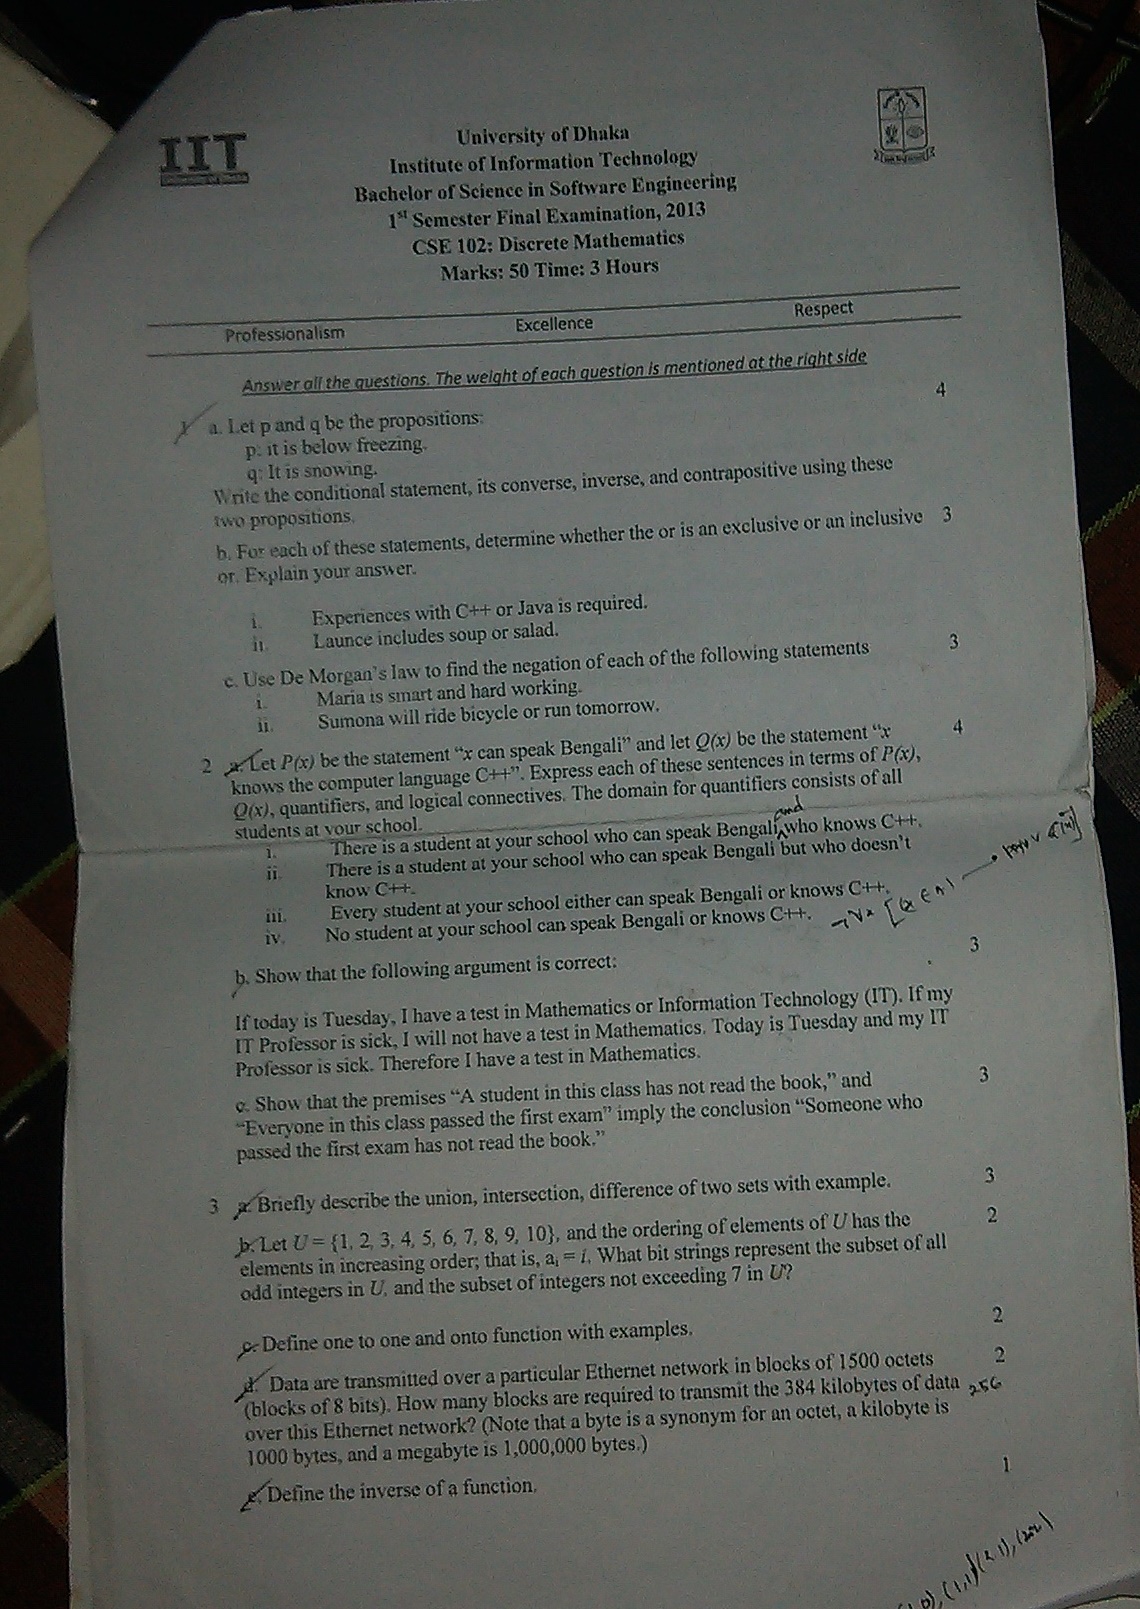 IIT
University of Dhaka
Institute of Information Technology
Bachelor of Science in Software Engineering
1st Semester Final Examination, 2013
CSE 102: Discrete Mathematics
Marks: 50 Time: 3 Hours
Professionalism Excellence Respect
Answer all the questions. The weight of each question is mentioned at the right side
1 a. Let p and q be the propositions: 4
p: it is below freezing.
q: It is snowing.
Write the conditional statement, its converse, inverse, and contrapositive using these
two propositions.
b. For each of these statements, determine whether the or is an exclusive or an inclusive 3
or. Explain your answer.
i. Experiences with C++ or Java is required.
ii. Launce includes soup or salad.
c. Use De Morgan's law to find the negation of each of the following statements 3
i. Maria is smart and hard working.
ii. Sumona will ride bicycle or run tomorrow.
2 a. Let P(x) be the statement "x can speak Bengali" and let Q(x) be the statement "x 4
knows the computer language C++". Express each of these sentences in terms of P(x),
Q(x), quantifiers, and logical connectives. The domain for quantifiers consists of all
students at your school.
i. There is a student at your school who can speak Bengali and who knows C++.
ii. There is a student at your school who can speak Bengali but who doesn't
know C++.
iii. Every student at your school either can speak Bengali or knows C++.
iv. No student at your school can speak Bengali or knows C++.
b. Show that the following argument is correct: 3
If today is Tuesday, I have a test in Mathematics or Information Technology (IT). If my
IT Professor is sick, I will not have a test in Mathematics. Today is Tuesday and my IT
Professor is sick. Therefore I have a test in Mathematics.
c. Show that the premises "A student in this class has not read the book," and 3
"Everyone in this class passed the first exam" imply the conclusion "Someone who
passed the first exam has not read the book."
3 a. Briefly describe the union, intersection, difference of two sets with example. 3
b. Let U = {1, 2, 3, 4, 5, 6, 7, 8, 9, 10}, and the ordering of elements of U has the 2
elements in increasing order; that is, ai = i. What bit strings represent the subset of all
odd integers in U, and the subset of integers not exceeding 7 in U?
c. Define one to one and onto function with examples. 2
d. Data are transmitted over a particular Ethernet network in blocks of 1500 octets 2
(blocks of 8 bits). How many blocks are required to transmit the 384 kilobytes of data 256
over this Ethernet network? (Note that a byte is a synonym for an octet, a kilobyte is
1000 bytes, and a megabyte is 1,000,000 bytes.)
e. Define the inverse of a function. 1